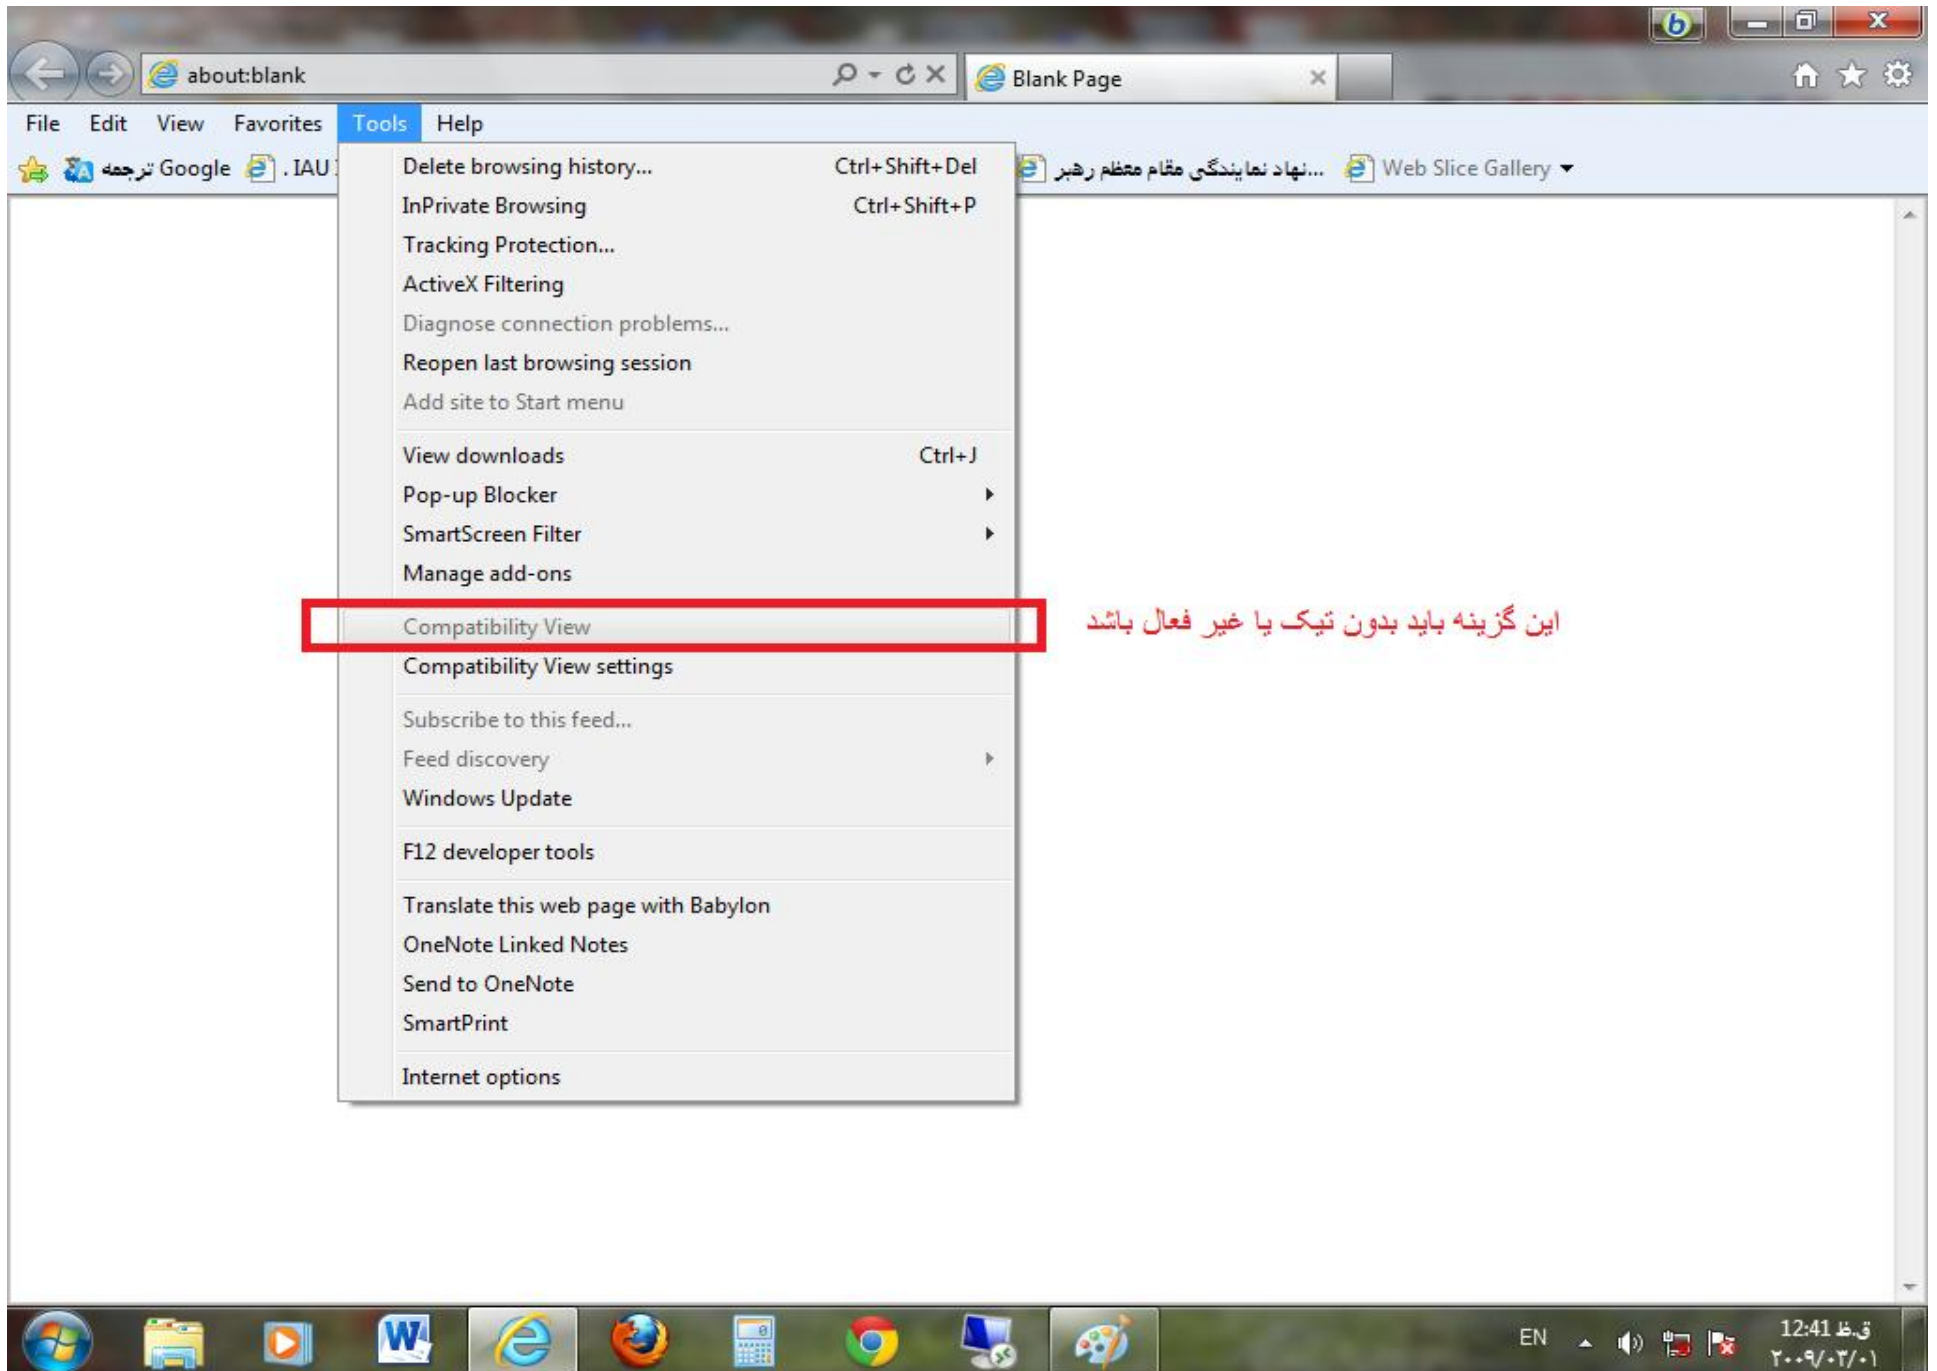 about:blank
Blank Page
File Edit View Favorites Tools Help
ترجمه Google
IAU
نهاد نمایندگی مقام معظم رهبر...
Web Slice Gallery
Delete browsing history... Ctrl+Shift+Del
InPrivate Browsing Ctrl+Shift+P
Tracking Protection...
ActiveX Filtering
Diagnose connection problems...
Reopen last browsing session
Add site to Start menu
View downloads Ctrl+J
Pop-up Blocker
SmartScreen Filter
Manage add-ons
Compatibility View
این گزینه باید بدون تیک یا غیر فعال باشد
Compatibility View settings
Subscribe to this feed...
Feed discovery
Windows Update
F12 developer tools
Translate this web page with Babylon
OneNote Linked Notes
Send to OneNote
SmartPrint
Internet options
EN
12:41 ق.ظ
۲۰۰۹/۰۳/۰۱